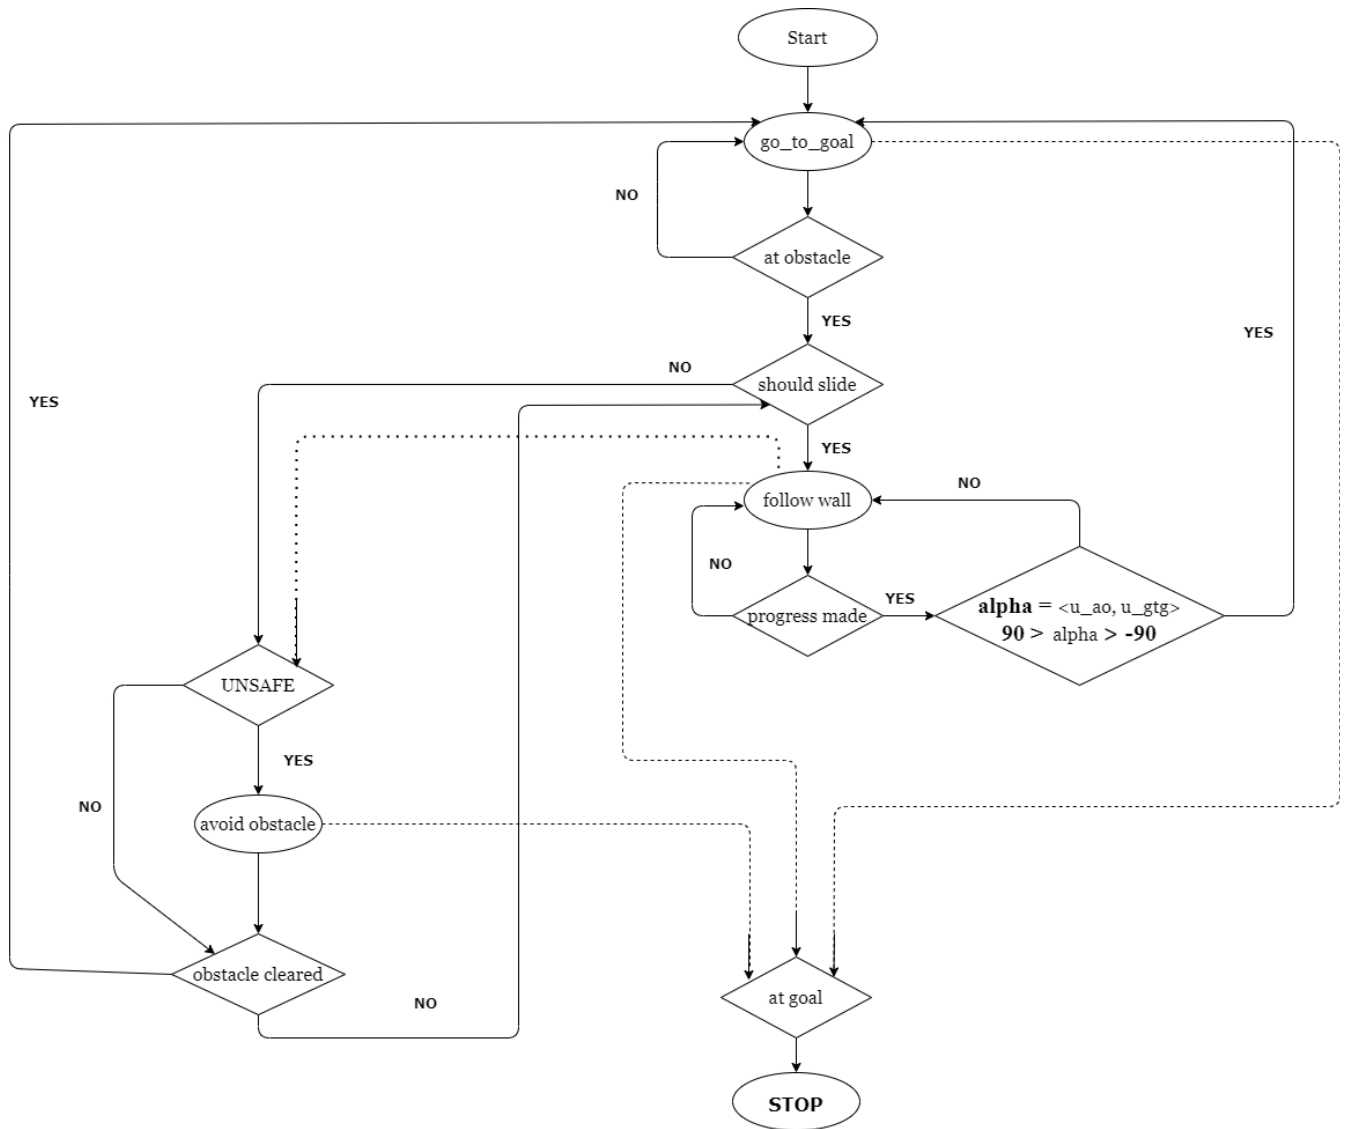 Start
go_to_goal
NO
at obstacle
YES
YES
NO
should slide
YES
YES
NO
follow wall
NO
YES
progress made
alpha = <u_ao, u_gtg>
90 > alpha > -90
UNSAFE
YES
NO
avoid obstacle
obstacle cleared
NO
at goal
STOP